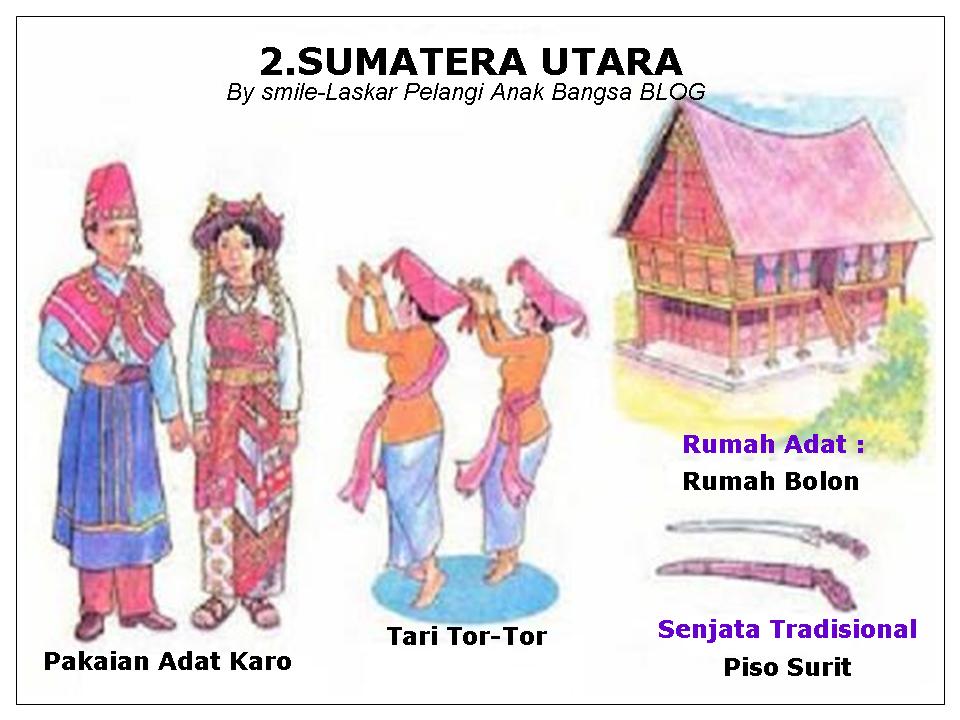 2.SUMATERA UTARA
By smile-Laskar Pelangi Anak Bangsa BLOG
Rumah Adat :
Rumah Bolon
Senjata Tradisional
Piso Surit
Tari Tor-Tor
Pakaian Adat Karo